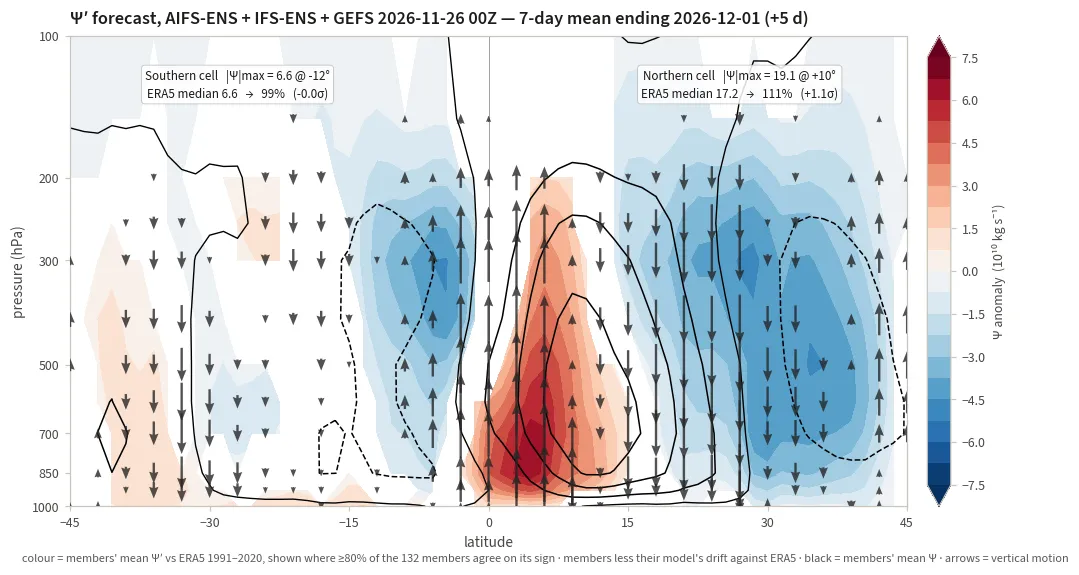 Ψ′ forecast, AIFS-ENS + IFS-ENS + GEFS 2026-11-26 00Z — 7-day mean ending 2026-12-01 (+5 d)
Southern cell |Ψ|max = 6.6 @ -12°
ERA5 median 6.6 → 99% (-0.0σ)
Northern cell |Ψ|max = 19.1 @ +10°
ERA5 median 17.2 → 111% (+1.1σ)
pressure (hPa)
100
200
300
400
500
700
850
1000
−45
−30
−15
0
15
30
45
latitude
7.5
6.0
4.5
3.0
1.5
0.0
−1.5
−3.0
−4.5
−6.0
−7.5
Ψ anomaly (10¹⁰ kg s⁻¹)
colour = members' mean Ψ′ vs ERA5 1991–2020, shown where ≥80% of the 132 members agree on its sign · members less their model's drift against ERA5 · black = members' mean Ψ · arrows = vertical motion